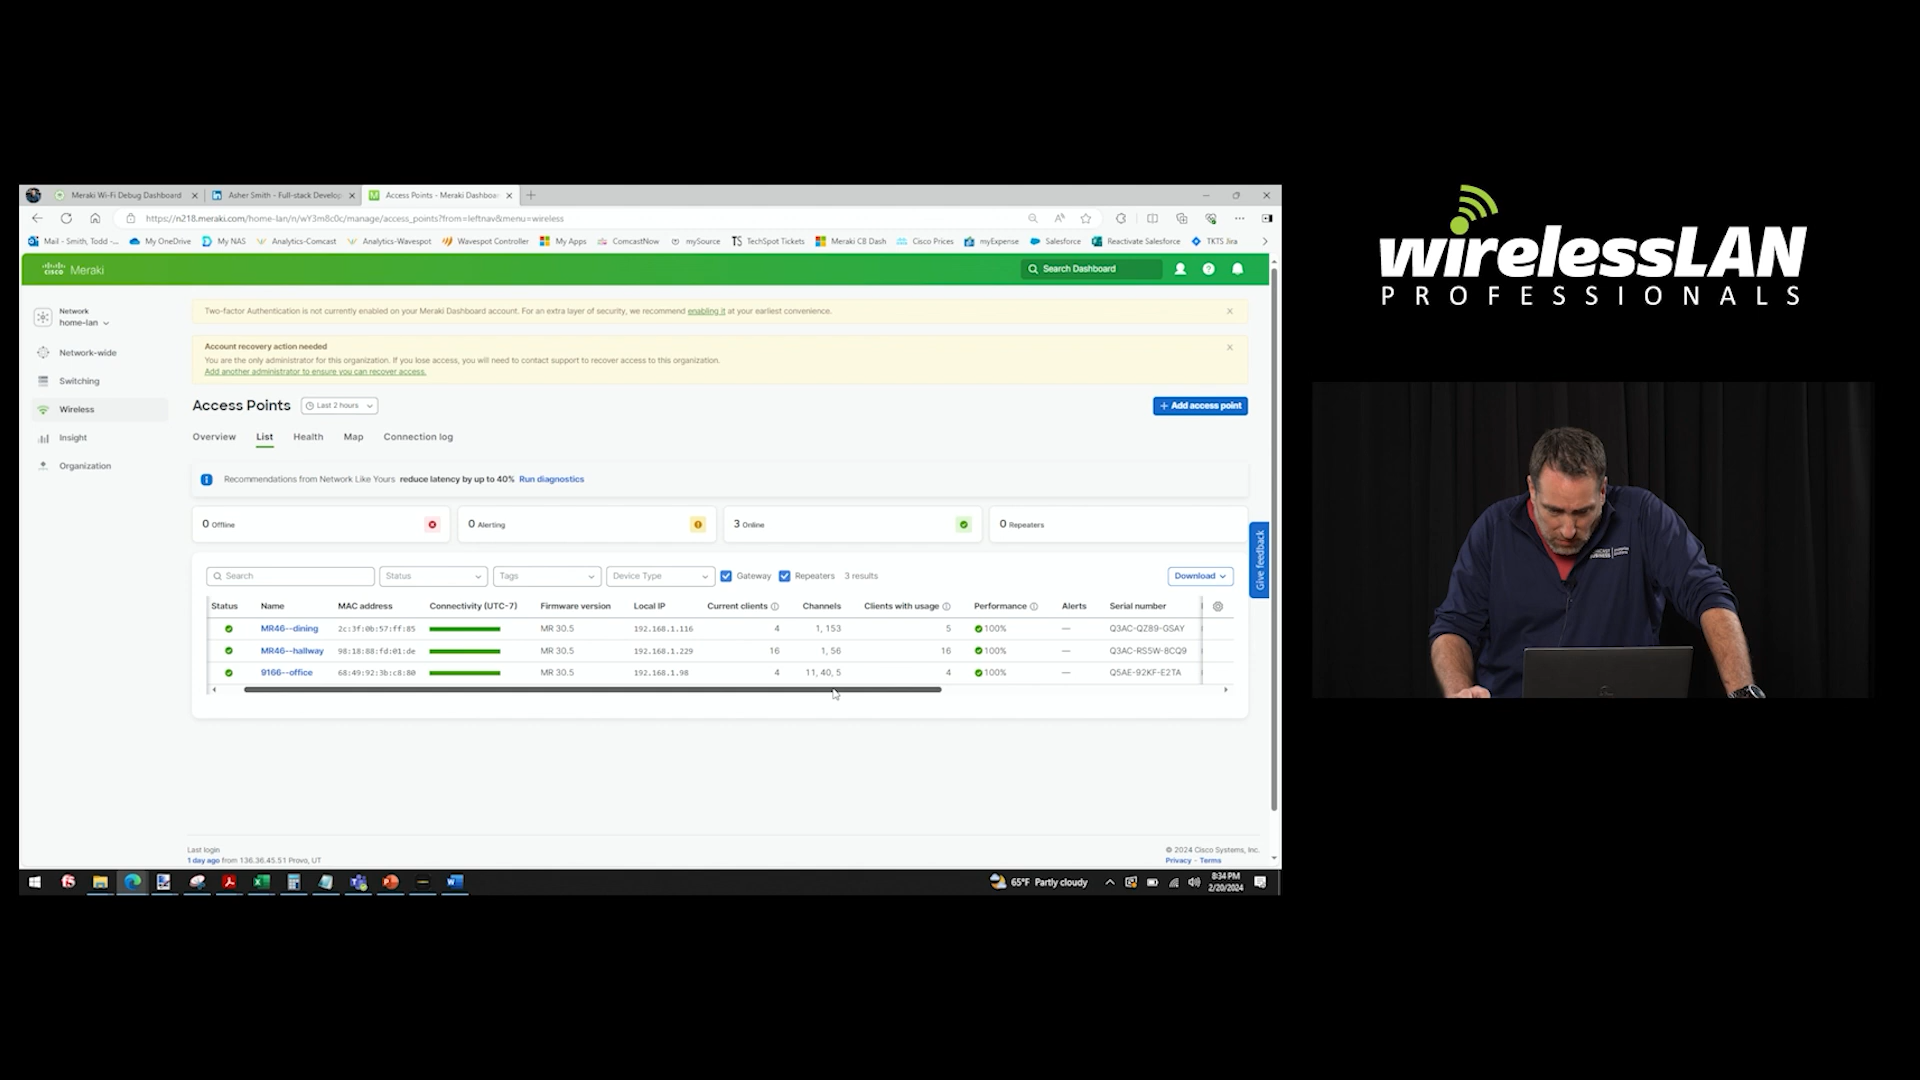 Meraki Wi-Fi Debug Dashboard
Asher Smith - Full-stack Develop
Access Points - Meraki Dashboa
https://n218.meraki.com/home-lan/n/wY3m8c0c/manage/access_points?from=leftnav&menu=wireless
Mail - Smith, Todd -... My OneDrive My NAS Analytics-Comcast Analytics-Wavespot Wavespot Controller My Apps ComcastNow mySource TechSpot Tickets Meraki CB Dash Cisco Prices myExpense Salesforce Reactivate Salesforce TKTS Jira
CISCO Meraki
Search Dashboard
Network
home-lan
Network-wide
Switching
Wireless
Insight
Organization
Two-factor Authentication is not currently enabled on your Meraki Dashboard account. For an extra layer of security, we recommend enabling it at your earliest convenience.
Account recovery action needed
You are the only administrator for this organization. If you lose access, you will need to contact support to recover access to this organization.
Add another administrator to ensure you can recover access.
Access Points Last 2 hours
+ Add access point
Overview List Health Map Connection log
Recommendations from Network Like Yours reduce latency by up to 40% Run diagnostics
0 Offline 0 Alerting 3 Online 0 Repeaters
Give feedback
Search Status Tags Device Type Gateway Repeaters 3 results Download
Status Name MAC address Connectivity (UTC-7) Firmware version Local IP Current clients Channels Clients with usage Performance Alerts Serial number
MR46--dining 2c:3f:0b:57:ff:85 MR 30.5 192.168.1.116 4 1, 153 5 100% — Q3AC-QZ89-GSAY
MR46--hallway 98:18:88:fd:01:de MR 30.5 192.168.1.229 16 1, 56 16 100% — Q3AC-RS5W-8CQ9
9166--office 68:49:92:3b:c8:80 MR 30.5 192.168.1.98 4 11, 40, 5 4 100% — Q5AE-92KF-E2TA
Last login
1 day ago from 136.36.45.51 Provo, UT
© 2024 Cisco Systems, Inc.
Privacy - Terms
65°F Partly cloudy
8:34 PM
2/20/2024
wirelessLAN
PROFESSIONALS